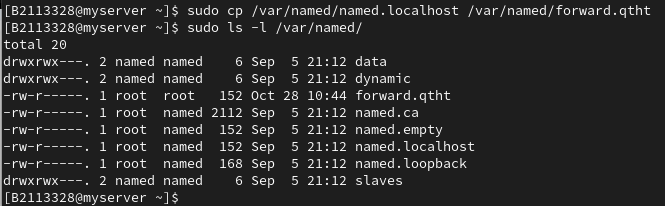 [B2113328@myserver ~]$ sudo cp /var/named/named.localhost /var/named/forward.qtht
[B2113328@myserver ~]$ sudo ls -l /var/named/
total 20
drwxrwx---. 2 named named    6 Sep  5 21:12 data
drwxrwx---. 2 named named    6 Sep  5 21:12 dynamic
-rw-r-----. 1 root  root   152 Oct 28 10:44 forward.qtht
-rw-r-----. 1 root  named 2112 Sep  5 21:12 named.ca
-rw-r-----. 1 root  named  152 Sep  5 21:12 named.empty
-rw-r-----. 1 root  named  152 Sep  5 21:12 named.localhost
-rw-r-----. 1 root  named  168 Sep  5 21:12 named.loopback
drwxrwx---. 2 named named    6 Sep  5 21:12 slaves
[B2113328@myserver ~]$